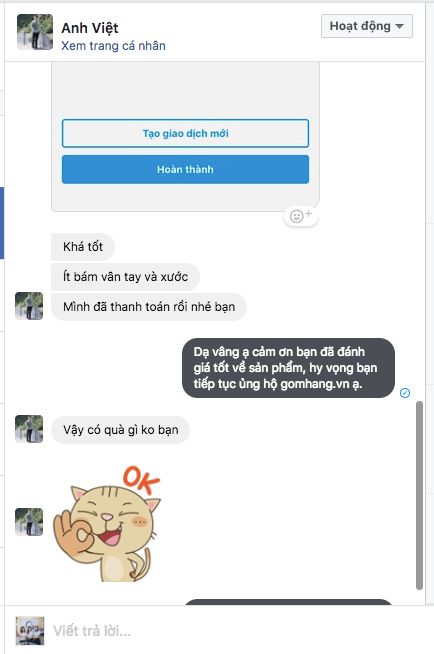 Anh Việt
Hoạt động
Xem trang cá nhân
Tạo giao dịch mới
Hoàn thành
Khá tốt
Ít bám vân tay và xước
Mình đã thanh toán rồi nhé bạn
Dạ vâng ạ cảm ơn bạn đã đánh
giá tốt về sản phẩm, hy vọng bạn
tiếp tục ủng hộ gomhang.vn ạ.
Vậy có quà gì ko bạn
OK
Viết trả lời...